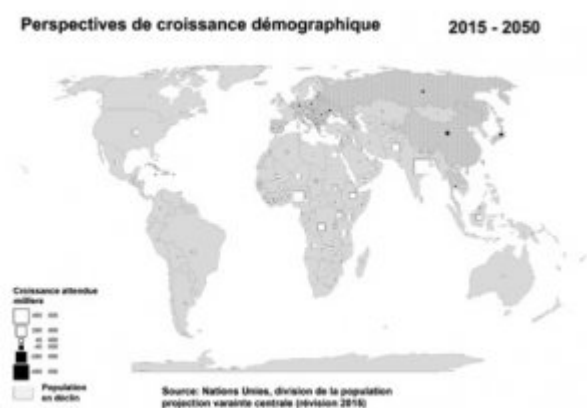 Perspectives de croissance démographique 2015 - 2050
Croissance attendue
milliers
Population
en déclin
Source: Nations Unies, division de la population
projection varainte centrale (révision 2015)